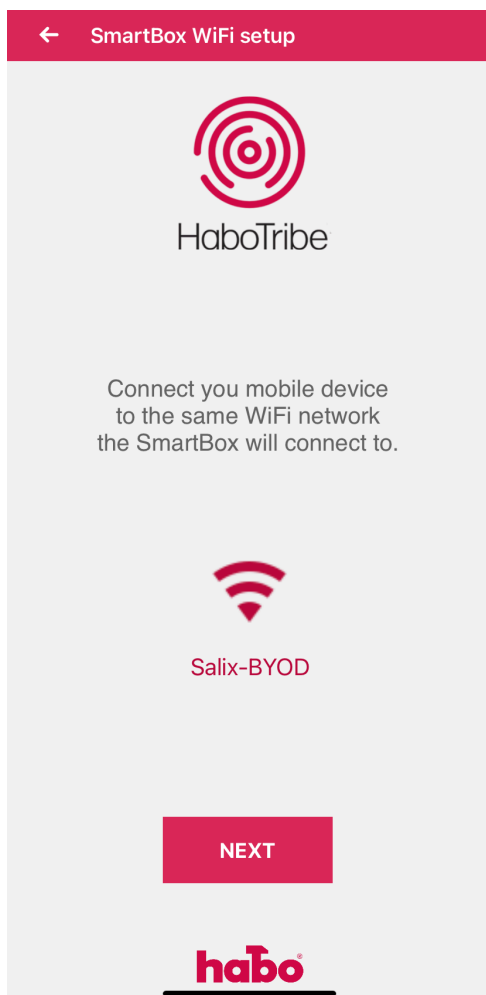 SmartBox WiFi setup
HaboTribe
Connect you mobile device
to the same WiFi network
the SmartBox will connect to.
Salix-BYOD
NEXT
habo®